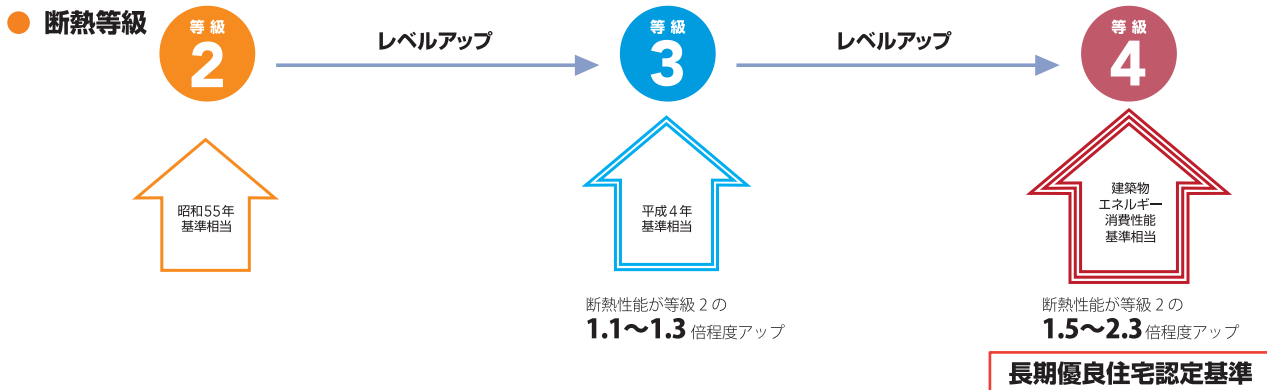 断熱等級
等級
2
レベルアップ
等級
3
レベルアップ
等級
4
昭和55年
基準相当
平成4年
基準相当
建築物
エネルギー
消費性能
基準相当
断熱性能が等級2の
1.1〜1.3倍程度アップ
断熱性能が等級2の
1.5〜2.3倍程度アップ
長期優良住宅認定基準